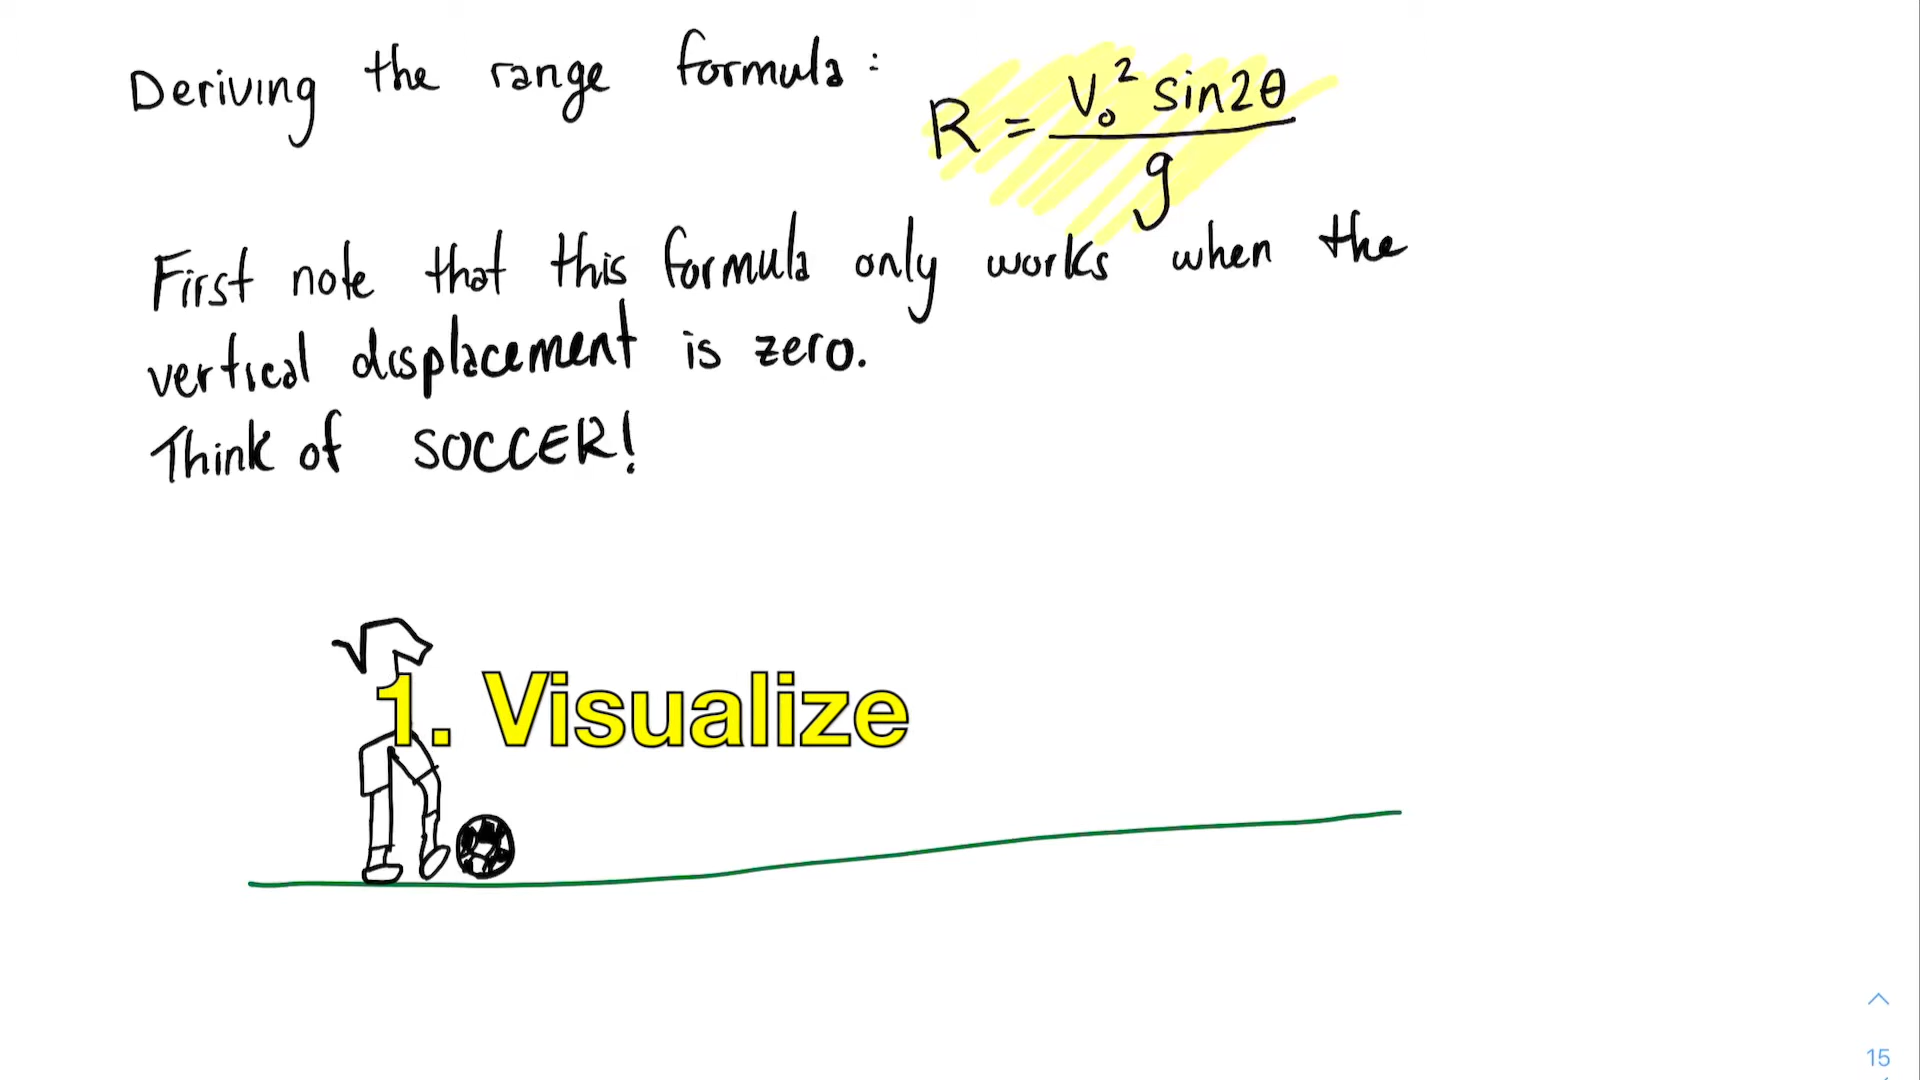 Deriving the range formula:
R = V₀² sin2θ / g
First note that this formula only works when the
vertical displacement is zero.
Think of SOCCER!
1. Visualize
15